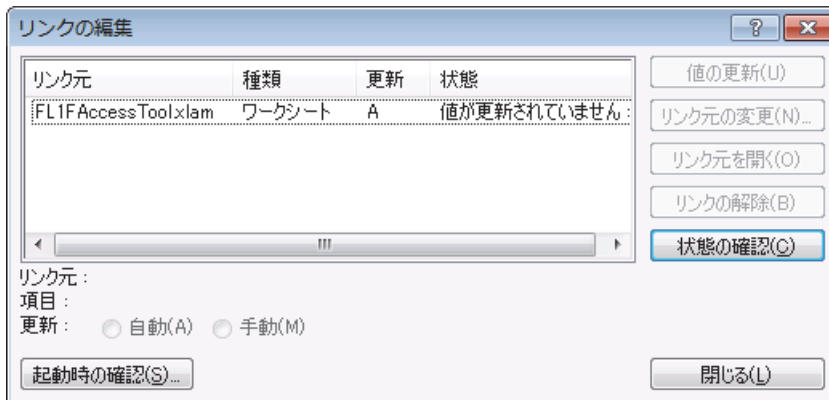 リンクの編集
リンク元 種類 更新 状態
FL1FAccessTool.xlam ワークシート A 値が更新されていません:
値の更新(U)
リンク元の変更(N)...
リンク元を開く(O)
リンクの解除(B)
状態の確認(C)
リンク元:
項目:
更新: 自動(A) 手動(M)
起動時の確認(S)... 閉じる(L)